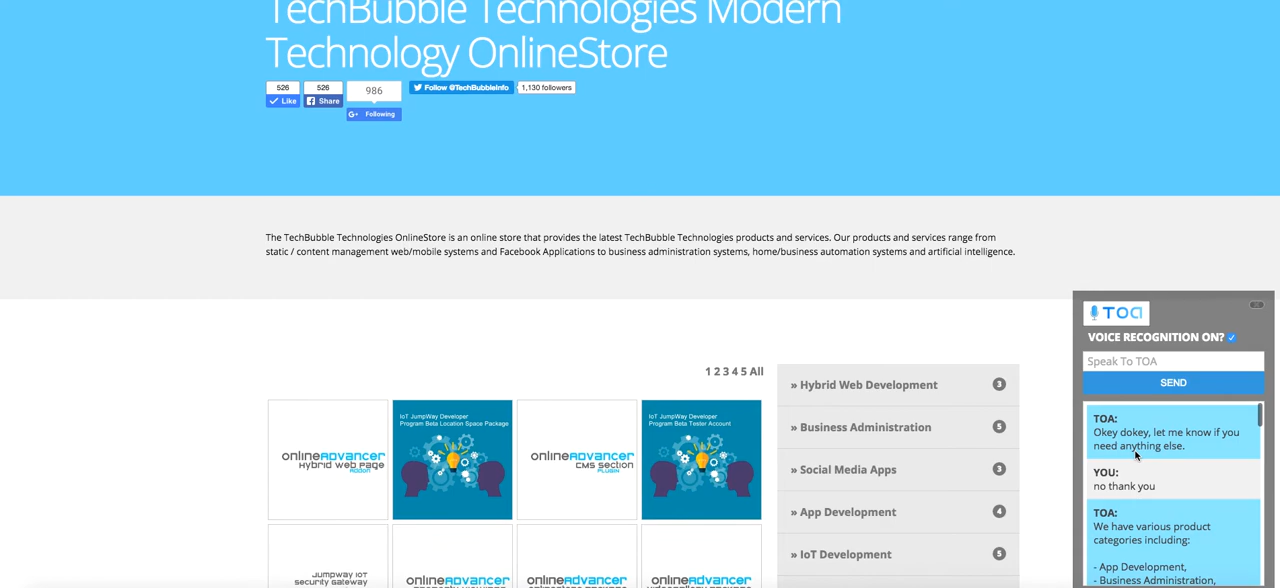 TechBubble Technologies Modern
Technology OnlineStore
526
526
986
Like
Share
G+ Following
Follow @TechBubbleInfo
1,130 followers
The TechBubble Technologies OnlineStore is an online store that provides the latest TechBubble Technologies products and services. Our products and services range from
static / content management web/mobile systems and Facebook Applications to business administration systems, home/business automation systems and artificial intelligence.
1 2 3 4 5 All
onlineADVancer
Hybrid web page
ADDON
IoT JumpWay Developer
Program Beta Location Space Package
onlineADVancer
CMS section
PLUGIN
IoT JumpWay Developer
Program Beta Tester Account
JumpWay IoT
security gateway
onlineADVancer
onlineADVancer
onlineADVancer
» Hybrid Web Development 3
» Business Administration 5
» Social Media Apps 3
» App Development 4
» IoT Development 5
TOA
VOICE RECOGNITION ON?
Speak To TOA
SEND
TOA:
Okey dokey, let me know if you
need anything else.
YOU:
no thank you
TOA:
We have various product
categories including:
- App Development,
- Business Administration,